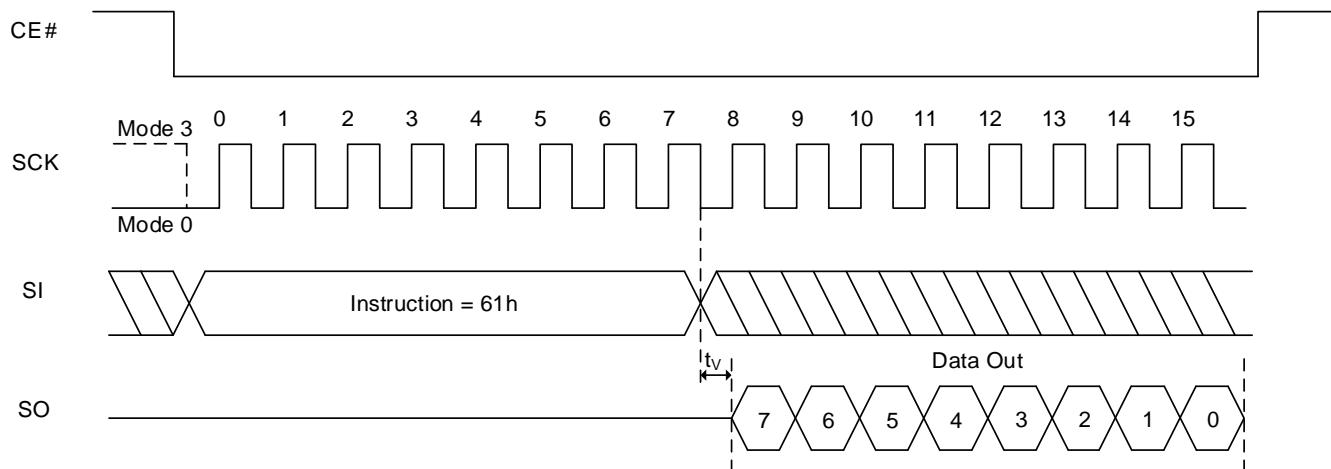 CE#
Mode 3
0 1 2 3 4 5 6 7 8 9 10 11 12 13 14 15
SCK
Mode 0
SI
Instruction = 61h
tV
Data Out
SO
7 6 5 4 3 2 1 0